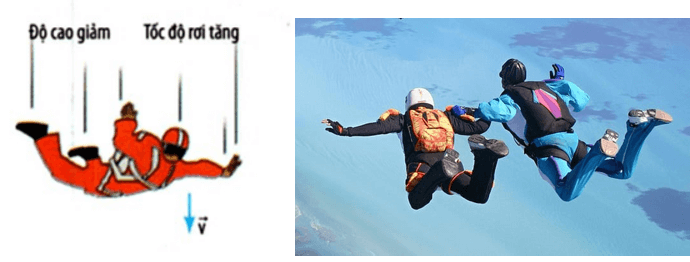 Độ cao giảm
Tốc độ rơi tăng
v⃗